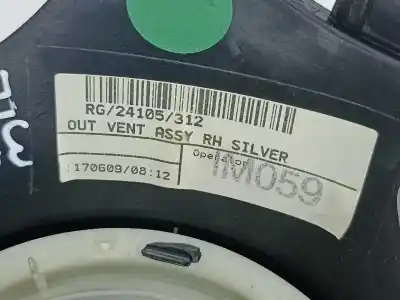 RG/24105/312
OUT VENT ASSY RH SILVER
Operator
:170609/08:12
IM059